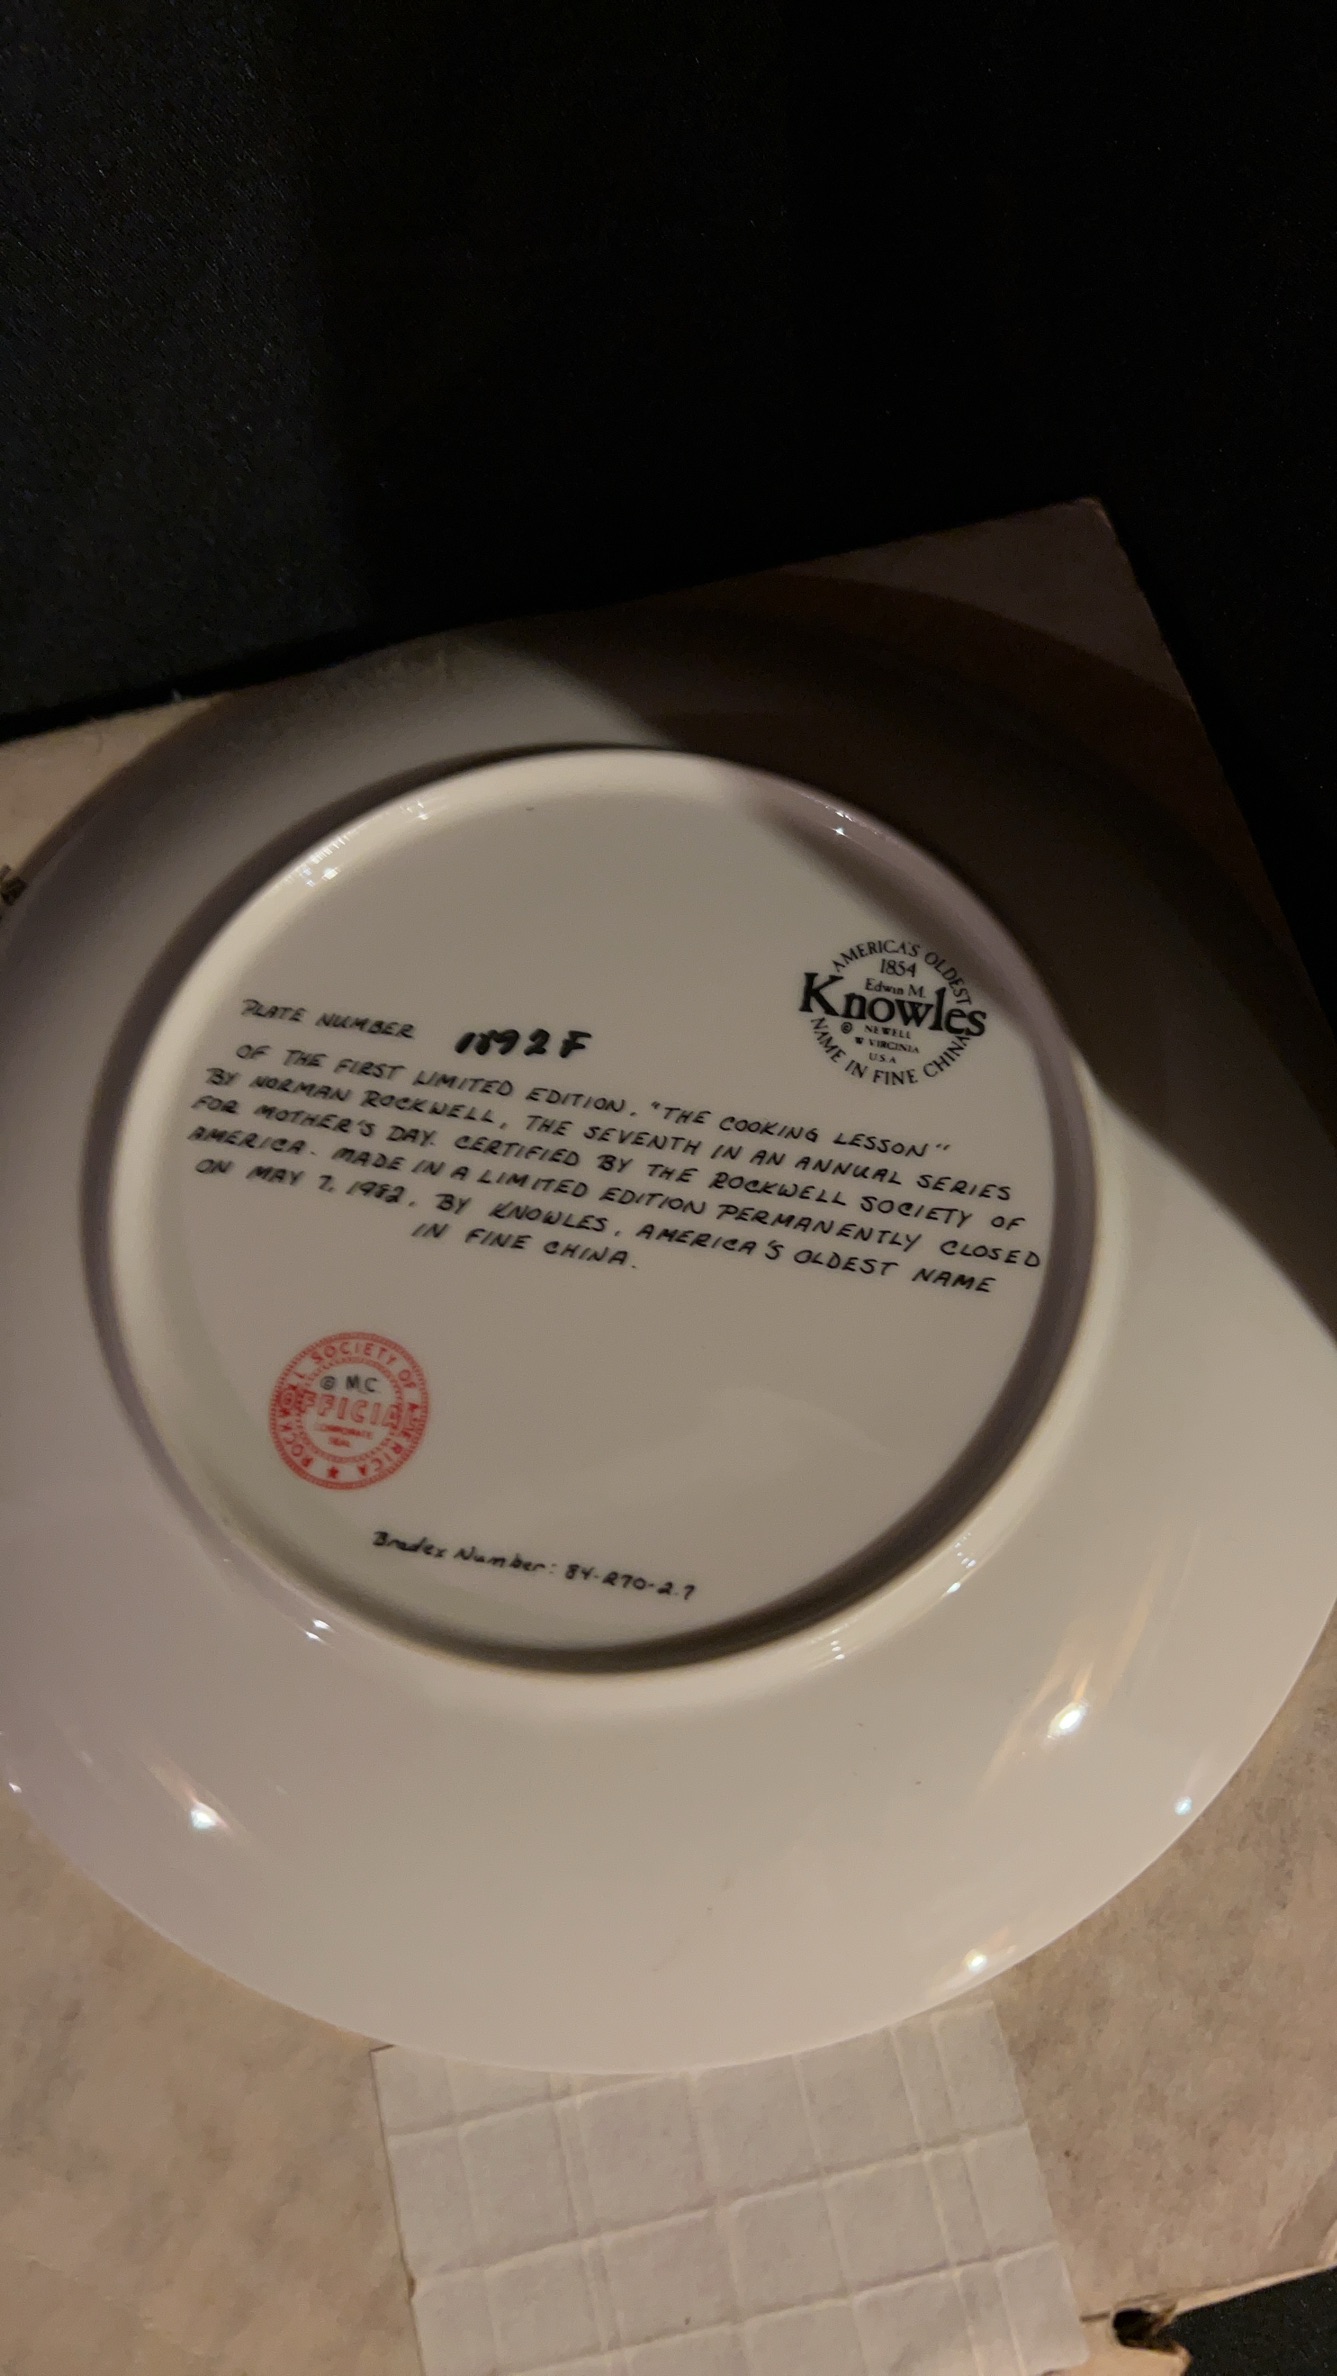 AMERICA'S OLDEST
1854
Edwin M.
Knowles
© NEWELL
W VIRGINIA
U.S.A
NAME IN FINE CHINA
PLATE NUMBER 1892F
OF THE FIRST LIMITED EDITION. "THE COOKING LESSON"
BY NORMAN ROCKWELL, THE SEVENTH IN AN ANNUAL SERIES
FOR MOTHER'S DAY. CERTIFIED BY THE ROCKWELL SOCIETY OF
AMERICA. MADE IN A LIMITED EDITION PERMANENTLY CLOSED
ON MAY 7, 1982, BY KNOWLES, AMERICA'S OLDEST NAME
IN FINE CHINA.
ROCKWELL SOCIETY OF AMERICA
© M.C.
OFFICIAL
CORPORATE
SEAL
Bradex Number: 84-R70-2.7